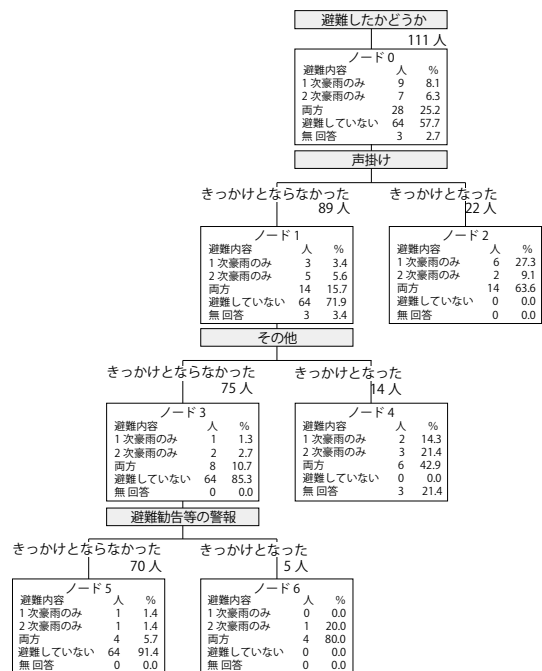 避難したかどうか
111 人
ノード 0
避難内容 人 %
1 次豪雨のみ 9 8.1
2 次豪雨のみ 7 6.3
両方 28 25.2
避難していない 64 57.7
無 回答 3 2.7
声掛け
きっかけとならなかった
89 人
きっかけとなった
22 人
ノード 1
避難内容 人 %
1 次豪雨のみ 3 3.4
2 次豪雨のみ 5 5.6
両方 14 15.7
避難していない 64 71.9
無 回答 3 3.4
ノード 2
避難内容 人 %
1 次豪雨のみ 6 27.3
2 次豪雨のみ 2 9.1
両方 14 63.6
避難していない 0 0.0
無 回答 0 0.0
その他
きっかけとならなかった
75 人
きっかけとなった
14 人
ノード 3
避難内容 人 %
1 次豪雨のみ 1 1.3
2 次豪雨のみ 2 2.7
両方 8 10.7
避難していない 64 85.3
無 回答 0 0.0
ノード 4
避難内容 人 %
1 次豪雨のみ 2 14.3
2 次豪雨のみ 3 21.4
両方 6 42.9
避難していない 0 0.0
無 回答 3 21.4
避難勧告等の警報
きっかけとならなかった
70 人
きっかけとなった
5 人
ノード 5
避難内容 人 %
1 次豪雨のみ 1 1.4
2 次豪雨のみ 1 1.4
両方 4 5.7
避難していない 64 91.4
無 回答 0 0.0
ノード 6
避難内容 人 %
1 次豪雨のみ 0 0.0
2 次豪雨のみ 1 20.0
両方 4 80.0
避難していない 0 0.0
無 回答 0 0.0